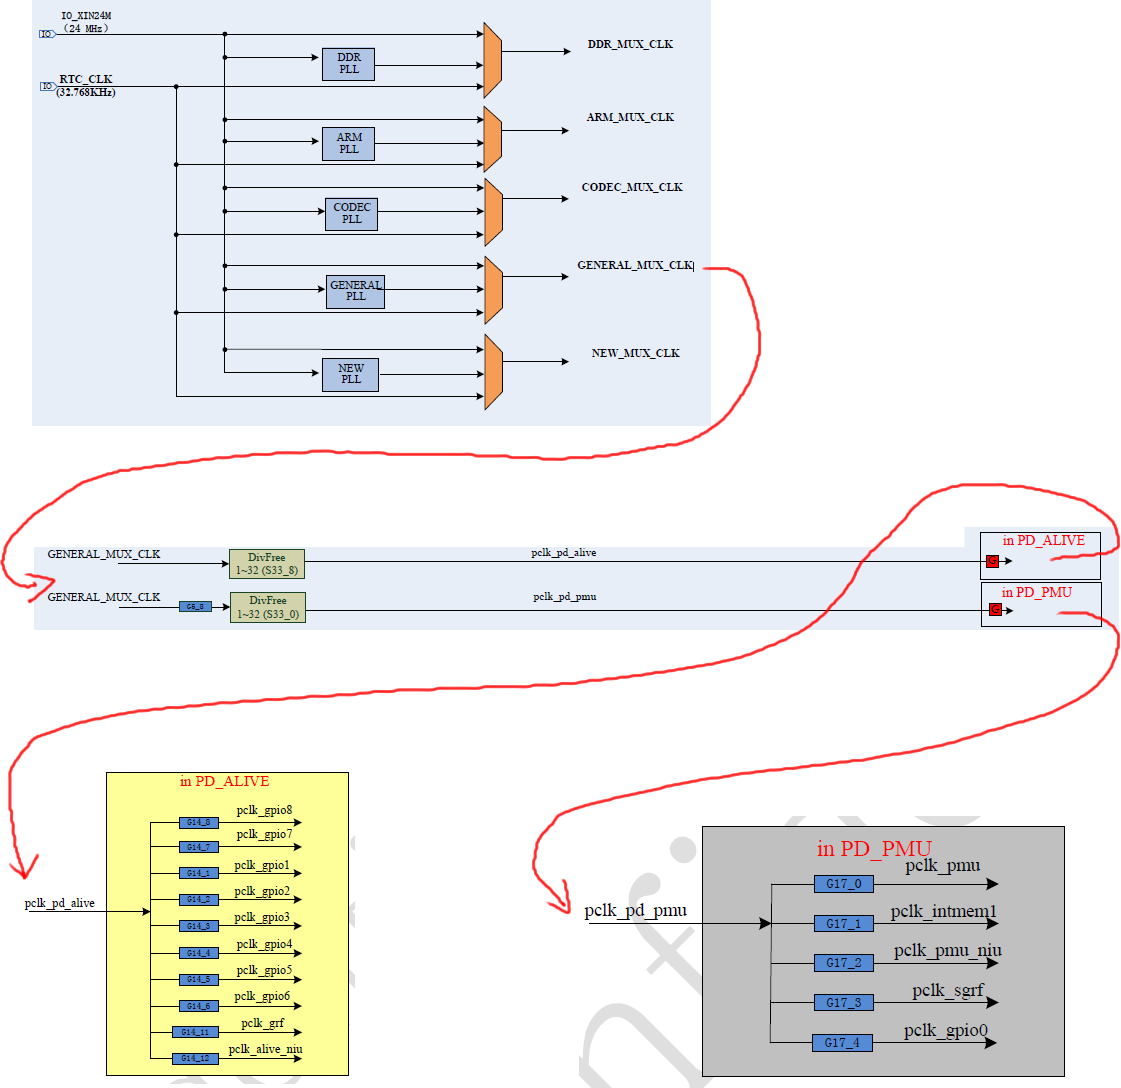 IO_XIN24M
(24 MHz)
IO
RTC_CLK
IO
(32.768KHz)
DDR
PLL
DDR_MUX_CLK
ARM
PLL
ARM_MUX_CLK
CODEC
PLL
CODEC_MUX_CLK
GENERAL
PLL
GENERAL_MUX_CLK
NEW
PLL
NEW_MUX_CLK
GENERAL_MUX_CLK
DivFree
1~32 (S33_8)
pclk_pd_alive
in PD_ALIVE
G
GENERAL_MUX_CLK
G5_8
DivFree
1~32 (S33_0)
pclk_pd_pmu
in PD_PMU
G
in PD_ALIVE
pclk_pd_alive
G14_8 pclk_gpio8
G14_7 pclk_gpio7
G14_1 pclk_gpio1
G14_2 pclk_gpio2
G14_3 pclk_gpio3
G14_4 pclk_gpio4
G14_5 pclk_gpio5
G14_6 pclk_gpio6
G14_11 pclk_grf
G14_12 pclk_alive_niu
in PD_PMU
pclk_pd_pmu
G17_0 pclk_pmu
G17_1 pclk_intmem1
G17_2 pclk_pmu_niu
G17_3 pclk_sgrf
G17_4 pclk_gpio0